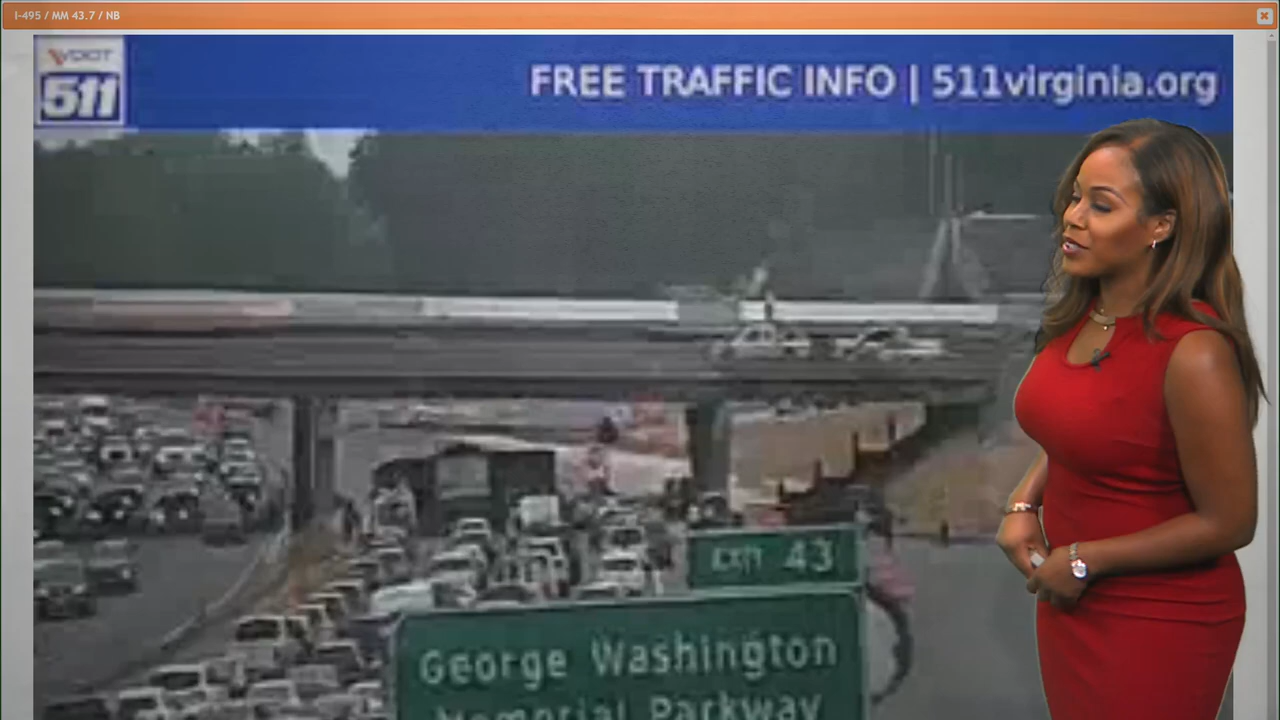 I-495 / MM 43.7 / NB
VDOT
511
FREE TRAFFIC INFO | 511virginia.org
EXIT 43
George Washington
Memorial Parkway